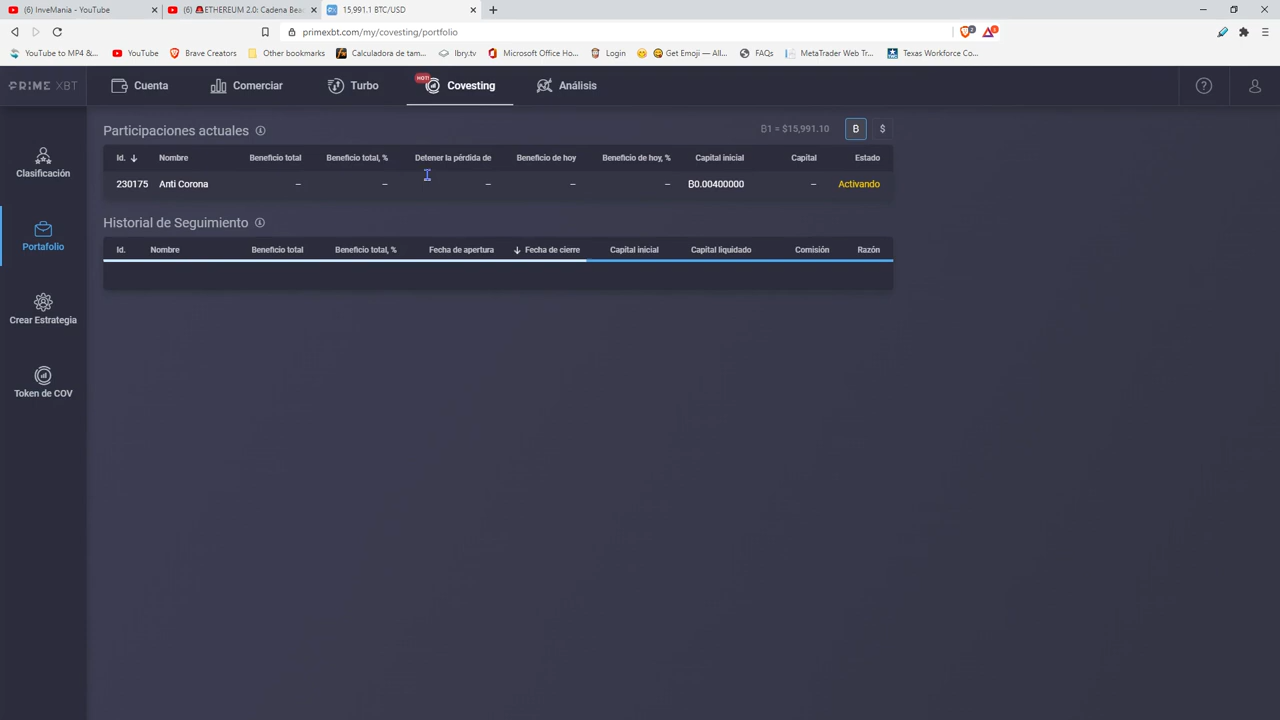 (6) InveMania - YouTube
(6) 🚨ETHEREUM 2.0: Cadena Bea
15,991.1 BTC/USD
primexbt.com/my/covesting/portfolio
2
1
YouTube to MP4 &...
YouTube
Brave Creators
Other bookmarks
Calculadora de tam...
lbry.tv
Microsoft Office Ho...
Login
Get Emoji — All...
FAQs
MetaTrader Web Tr...
Texas Workforce Co...
PRIME XBT
Cuenta
Comerciar
Turbo
HOT!
Covesting
Análisis
Clasificación
Portafolio
Crear Estrategia
Token de COV
Participaciones actuales
B1 = $15,991.10
B $
Id. Nombre Beneficio total Beneficio total, % Detener la pérdida de Beneficio de hoy Beneficio de hoy, % Capital inicial Capital Estado
230175 Anti Corona – – – – – B0.00400000 – Activando
Historial de Seguimiento
Id. Nombre Beneficio total Beneficio total, % Fecha de apertura Fecha de cierre Capital inicial Capital liquidado Comisión Razón